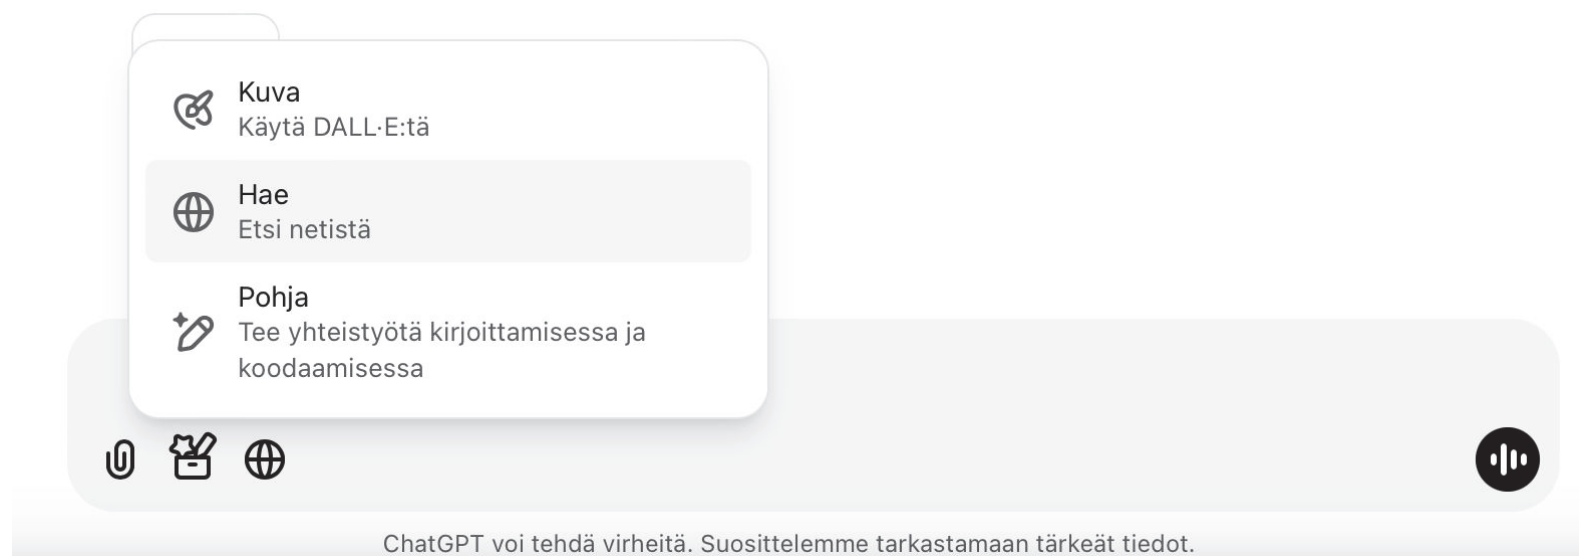 Kuva
Käytä DALL·E:tä
Hae
Etsi netistä
Pohja
Tee yhteistyötä kirjoittamisessa ja
koodaamisessa
ChatGPT voi tehdä virheitä. Suosittelemme tarkastamaan tärkeät tiedot.